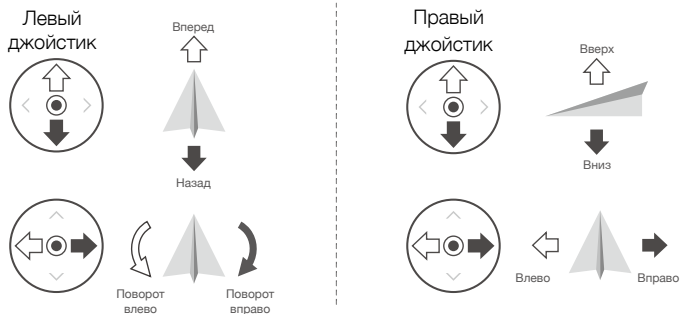 Левый
джойстик
Вперед
Назад
Поворот
влево
Поворот
вправо
Правый
джойстик
Вверх
Вниз
Влево
Вправо